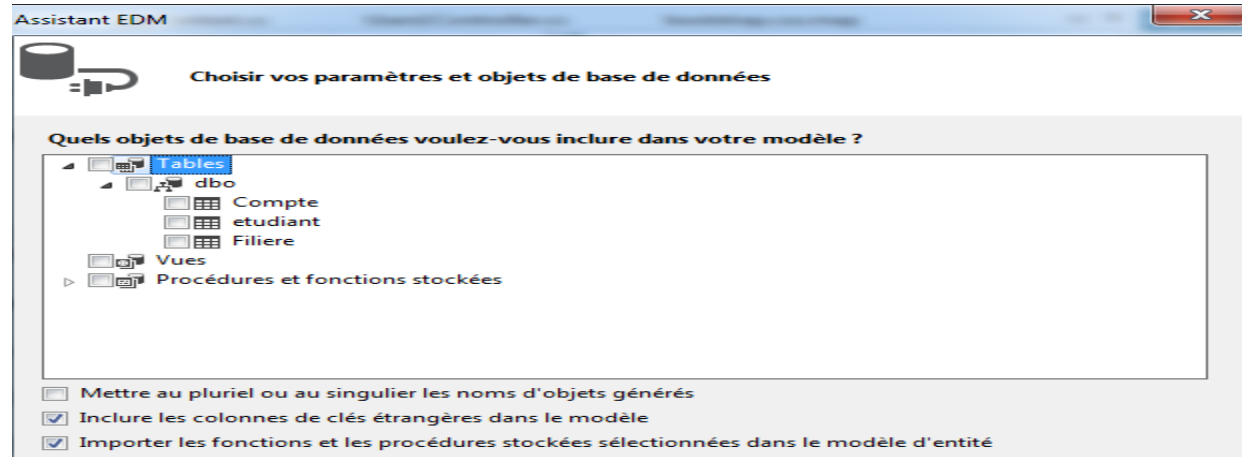 Assistant EDM
Choisir vos paramètres et objets de base de données
Quels objets de base de données voulez-vous inclure dans votre modèle ?
Tables
dbo
Compte
etudiant
Filiere
Vues
Procédures et fonctions stockées
Mettre au pluriel ou au singulier les noms d'objets générés
Inclure les colonnes de clés étrangères dans le modèle
Importer les fonctions et les procédures stockées sélectionnées dans le modèle d'entité